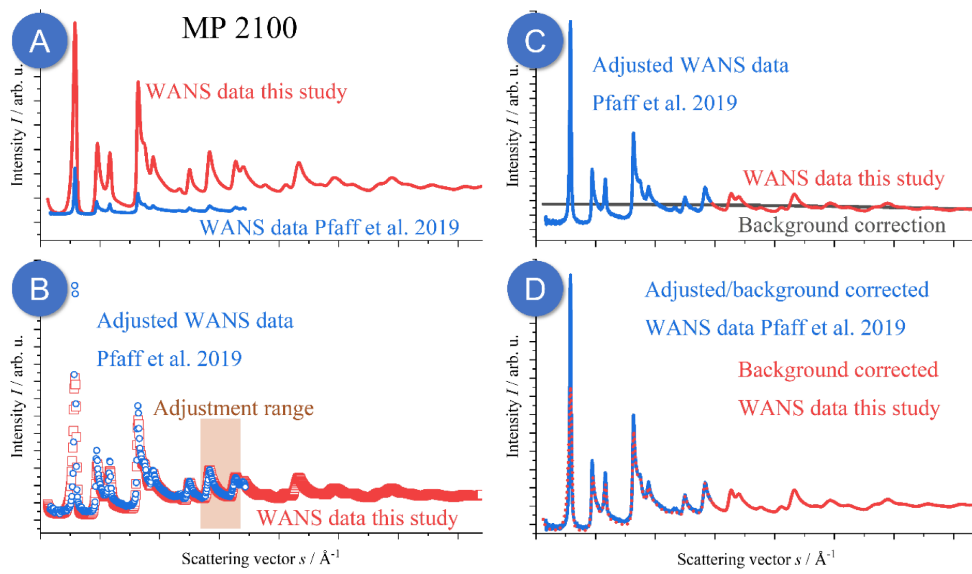 A
MP 2100
WANS data this study
WANS data Pfaff et al. 2019
Intensity I / arb. u.
C
Adjusted WANS data
Pfaff et al. 2019
WANS data this study
Background correction
Intensity I / arb. u.
B
Adjusted WANS data
Pfaff et al. 2019
Adjustment range
WANS data this study
Intensity I / arb. u.
Scattering vector s / Å⁻¹
D
Adjusted/background corrected
WANS data Pfaff et al. 2019
Background corrected
WANS data this study
Intensity I / arb. u.
Scattering vector s / Å⁻¹